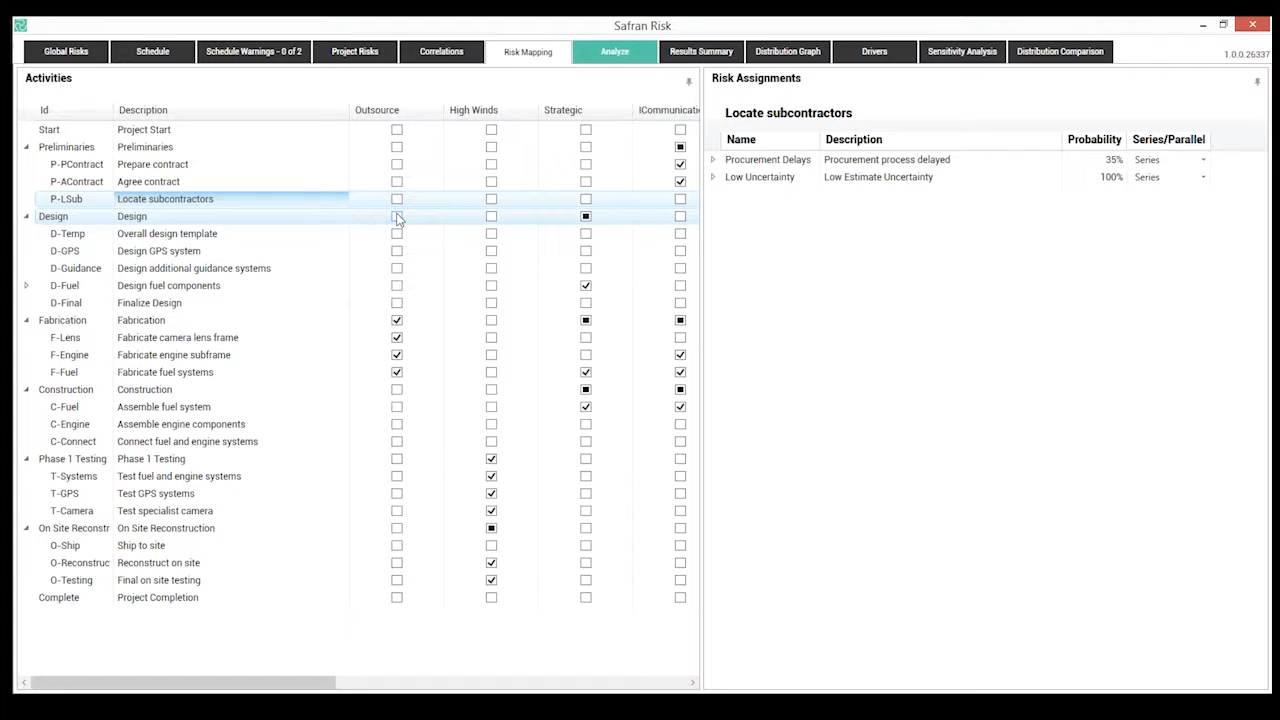 Safran Risk
Global Risks Schedule Schedule Warnings - 0 of 2 Project Risks Correlations Risk Mapping Analyze Results Summary Distribution Graph Drivers Sensitivity Analysis Distribution Comparison 1.0.0.26337
Activities
Id Description Outsource High Winds Strategic ICommunicati
Start Project Start
Preliminaries Preliminaries
P-PContract Prepare contract
P-AContract Agree contract
P-LSub Locate subcontractors
Design Design
D-Temp Overall design template
D-GPS Design GPS system
D-Guidance Design additional guidance systems
D-Fuel Design fuel components
D-Final Finalize Design
Fabrication Fabrication
F-Lens Fabricate camera lens frame
F-Engine Fabricate engine subframe
F-Fuel Fabricate fuel systems
Construction Construction
C-Fuel Assemble fuel system
C-Engine Assemble engine components
C-Connect Connect fuel and engine systems
Phase 1 Testing Phase 1 Testing
T-Systems Test fuel and engine systems
T-GPS Test GPS systems
T-Camera Test specialist camera
On Site Reconstr On Site Reconstruction
O-Ship Ship to site
O-Reconstruc Reconstruct on site
O-Testing Final on site testing
Complete Project Completion
Risk Assignments
Locate subcontractors
Name Description Probability Series/Parallel
Procurement Delays Procurement process delayed 35% Series
Low Uncertainty Low Estimate Uncertainty 100% Series